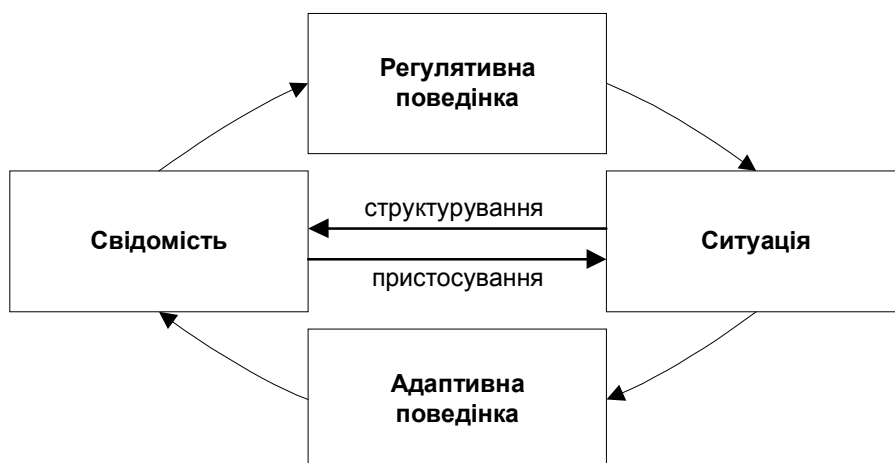 Регулятивна
поведінка
структурування
Свідомість
Ситуація
пристосування
Адаптивна
поведінка